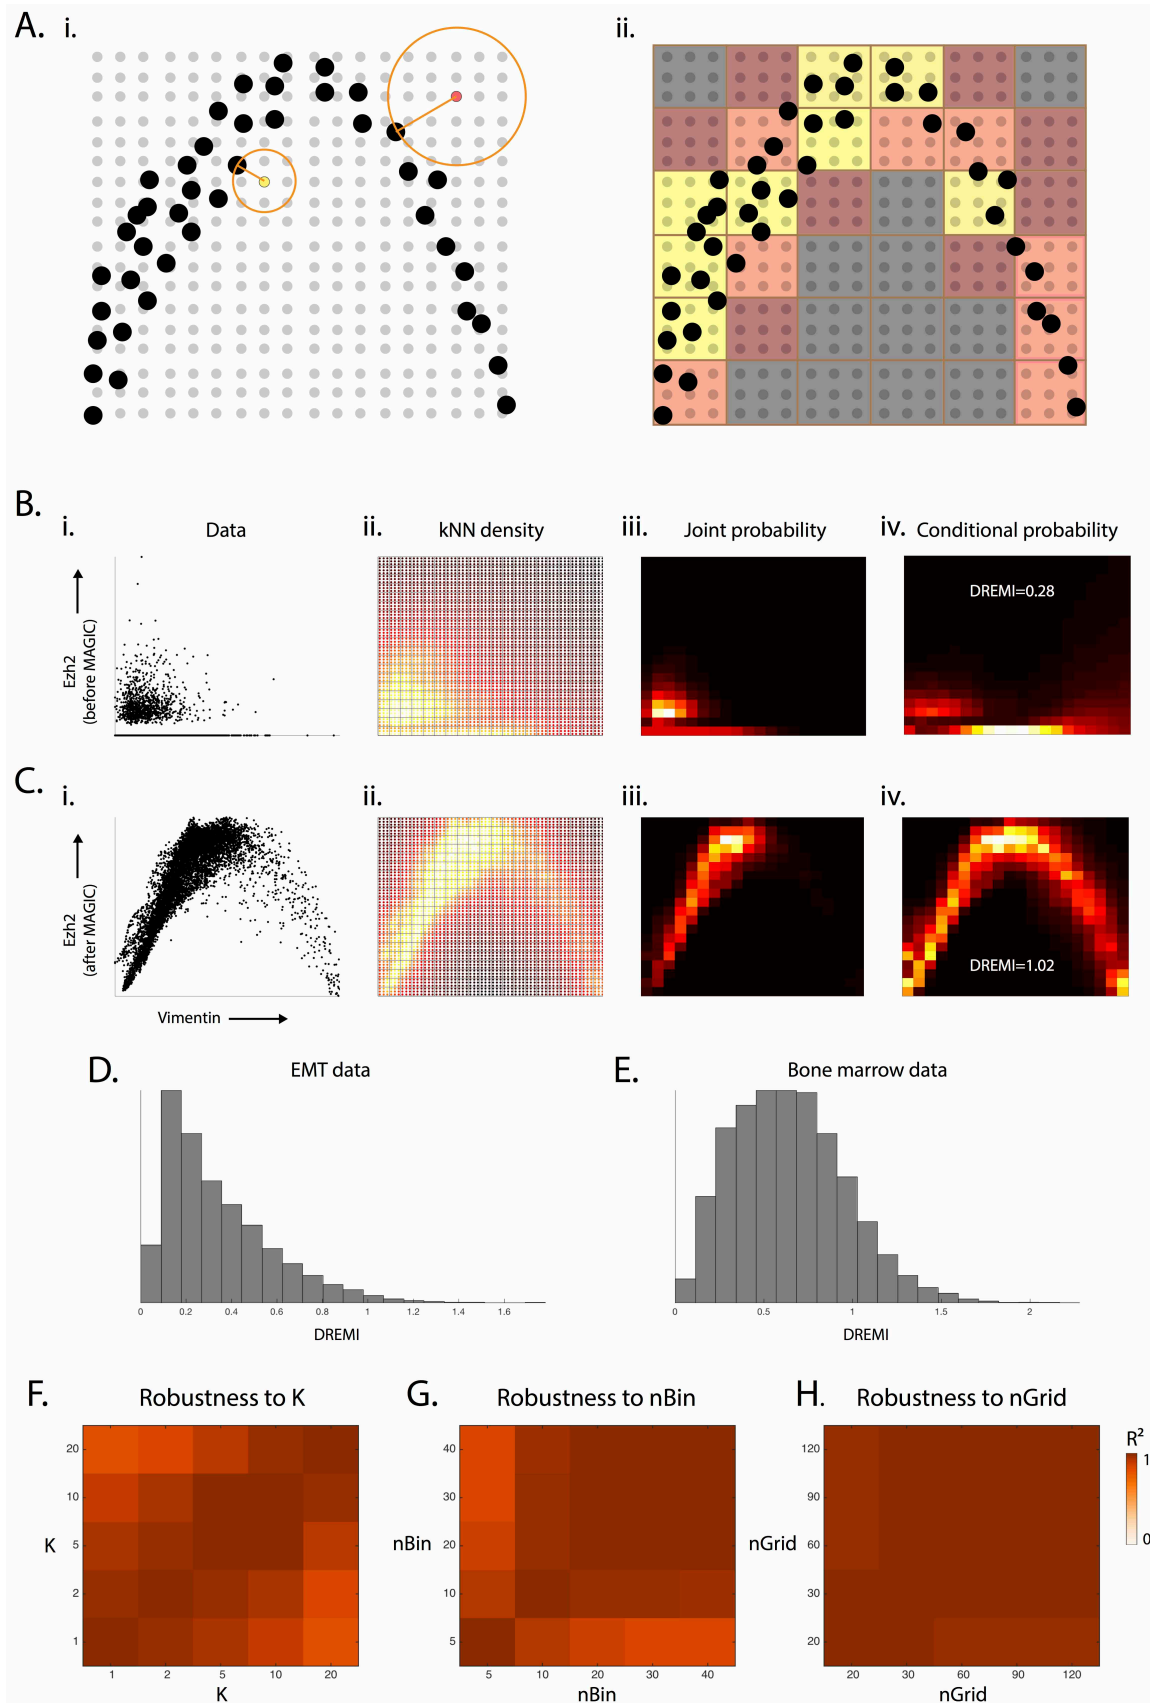 A. i. ii.
B. i. Data ii. kNN density iii. Joint probability iv. Conditional probability
Ezh2
(before MAGIC)
DREMI=0.28
C. i. ii. iii. iv.
Ezh2
(after MAGIC)
DREMI=1.02
Vimentin
D. EMT data
0 0.2 0.4 0.6 0.8 1 1.2 1.4 1.6
DREMI
E. Bone marrow data
0 0.5 1 1.5 2
DREMI
F. Robustness to K
20
10
K 5
2
1
1 2 5 10 20
K
G. Robustness to nBin
40
30
nBin 20
10
5
5 10 20 30 40
nBin
H. Robustness to nGrid
120
90
nGrid 60
30
20
20 30 60 90 120
nGrid
R²
1
0